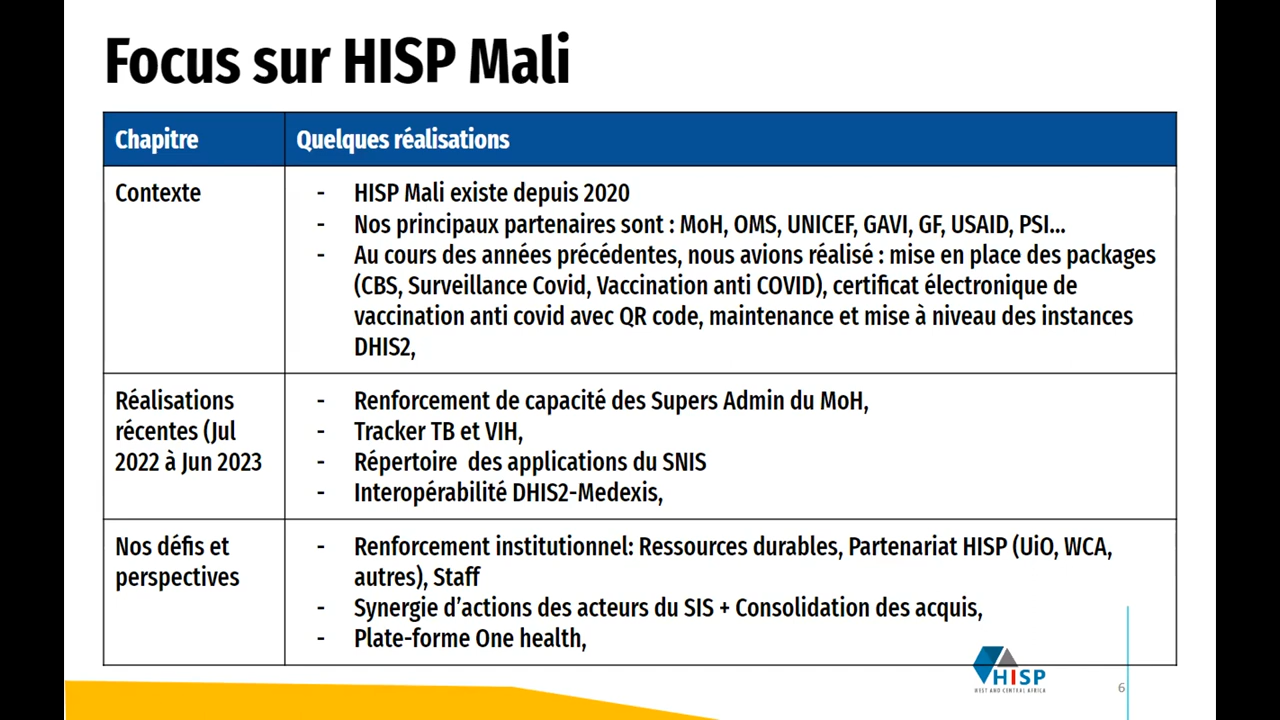 Focus sur HISP Mali
Chapitre
Quelques réalisations
Contexte
- HISP Mali existe depuis 2020
- Nos principaux partenaires sont : MoH, OMS, UNICEF, GAVI, GF, USAID, PSI...
- Au cours des années précédentes, nous avions réalisé : mise en place des packages
(CBS, Surveillance Covid, Vaccination anti COVID), certificat électronique de
vaccination anti covid avec QR code, maintenance et mise à niveau des instances
DHIS2,
Réalisations
récentes (Jul
2022 à Jun 2023
- Renforcement de capacité des Supers Admin du MoH,
- Tracker TB et VIH,
- Répertoire des applications du SNIS
- Interopérabilité DHIS2-Medexis,
Nos défis et
perspectives
- Renforcement institutionnel: Ressources durables, Partenariat HISP (UiO, WCA,
autres), Staff
- Synergie d'actions des acteurs du SIS + Consolidation des acquis,
- Plate-forme One health,
HISP
WEST AND CENTRAL AFRICA
6